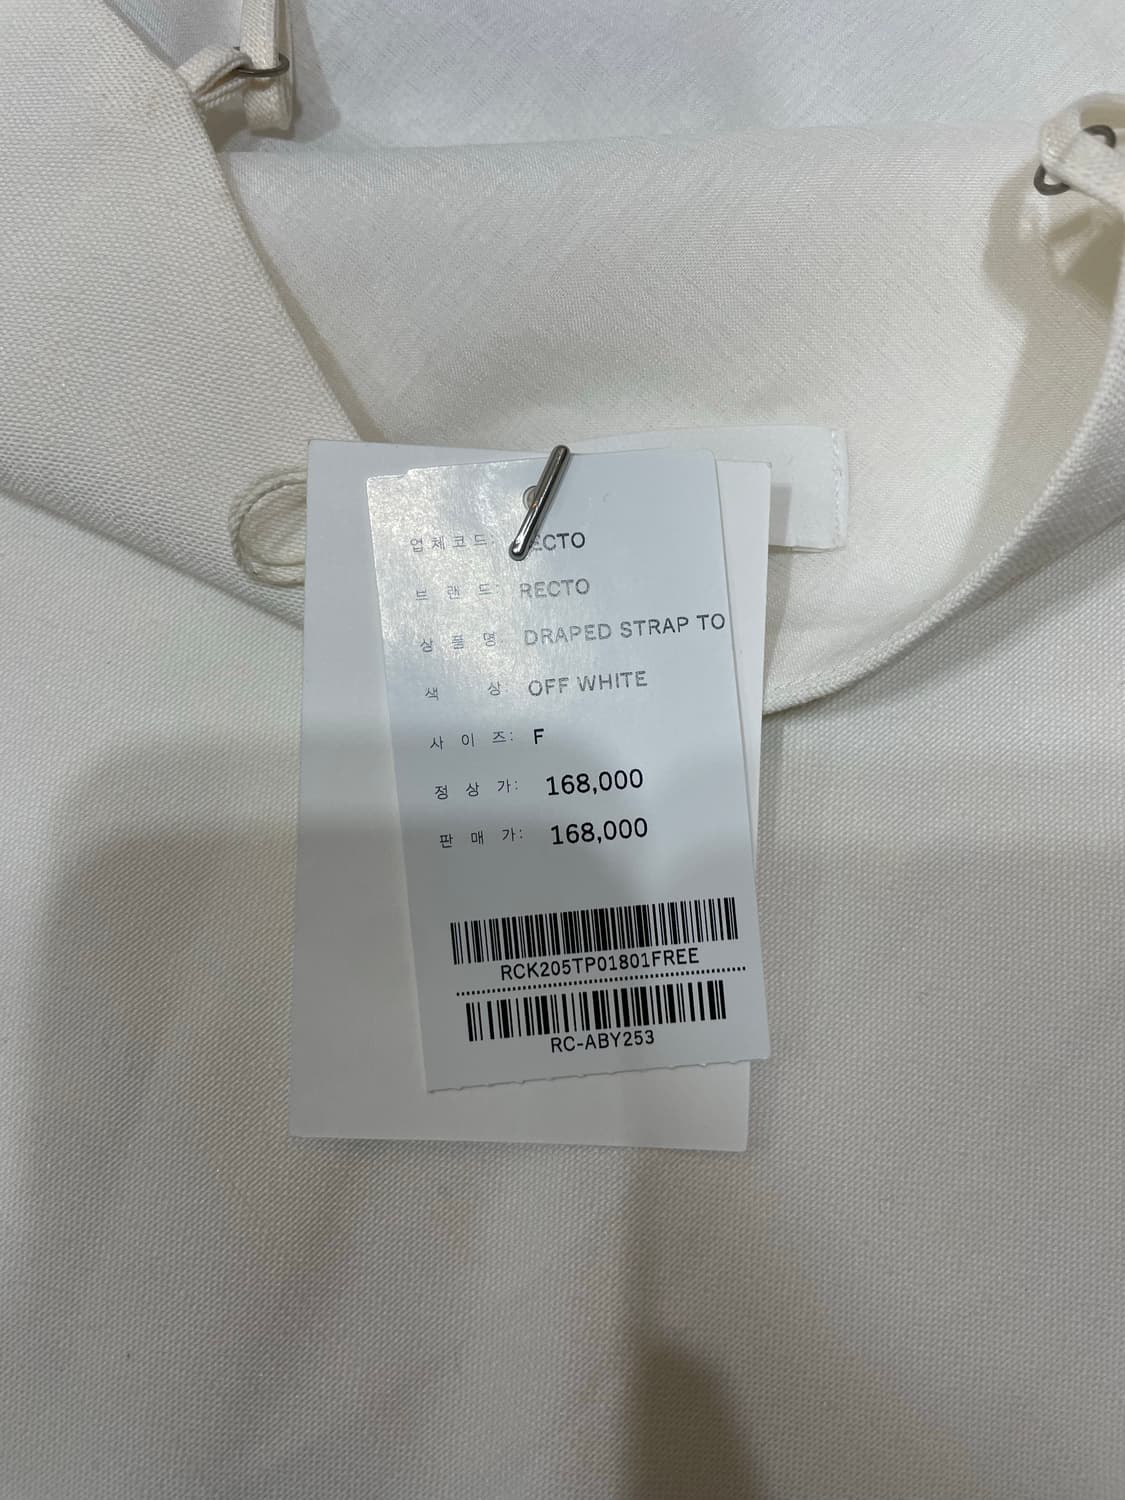 업체코드: RECTO
브 랜 드: RECTO
상 품 명: DRAPED STRAP TO
색 상 OFF WHITE
사 이 즈: F
정 상 가: 168,000
판 매 가: 168,000
RCK205TP01801FREE
RC-ABY253